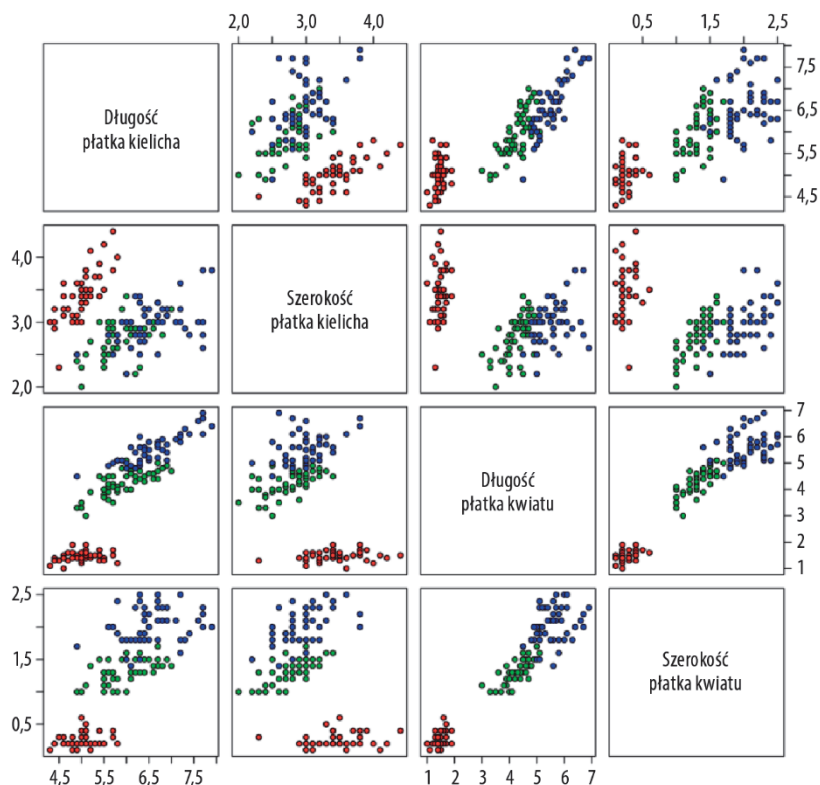 2,0 3,0 4,0
0,5 1,5 2,5
Długość
płatka kielicha
7,5
6,5
5,5
4,5
4,0
3,0
2,0
Szerokość
płatka kielicha
Długość
płatka kwiatu
7
6
5
4
3
2
1
2,5
1,5
0,5
Szerokość
płatka kwiatu
4,5 5,5 6,5 7,5
1 2 3 4 5 6 7